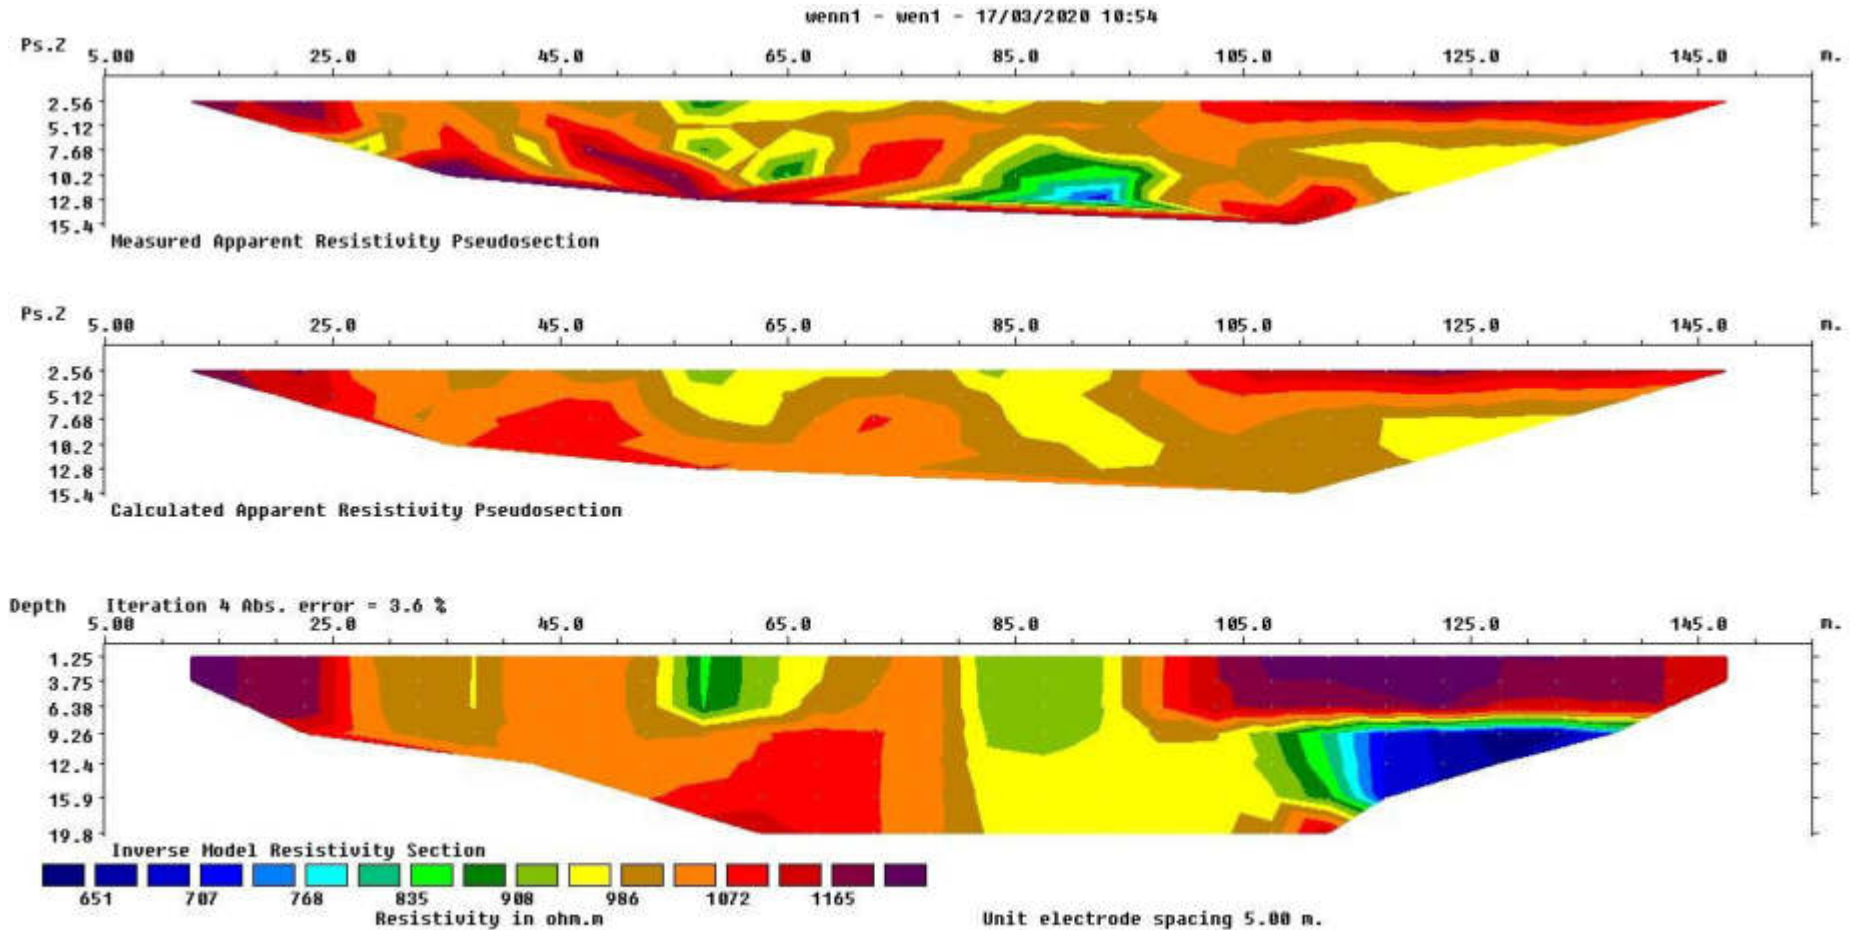 wenn1 - wen1 - 17/03/2020 10:54
Ps.Z 5.00 25.0 45.0 65.0 85.0 105.0 125.0 145.0 m.
2.56
5.12
7.68
10.2
12.8
15.4
Measured Apparent Resistivity Pseudosection
Ps.Z 5.00 25.0 45.0 65.0 85.0 105.0 125.0 145.0 m.
2.56
5.12
7.68
10.2
12.8
15.4
Calculated Apparent Resistivity Pseudosection
Depth Iteration 4 Abs. error = 3.6 %
5.00 25.0 45.0 65.0 85.0 105.0 125.0 145.0 m.
1.25
3.75
6.38
9.26
12.4
15.9
19.8
Inverse Model Resistivity Section
651 707 768 835 908 986 1072 1165
Resistivity in ohm.m Unit electrode spacing 5.00 m.